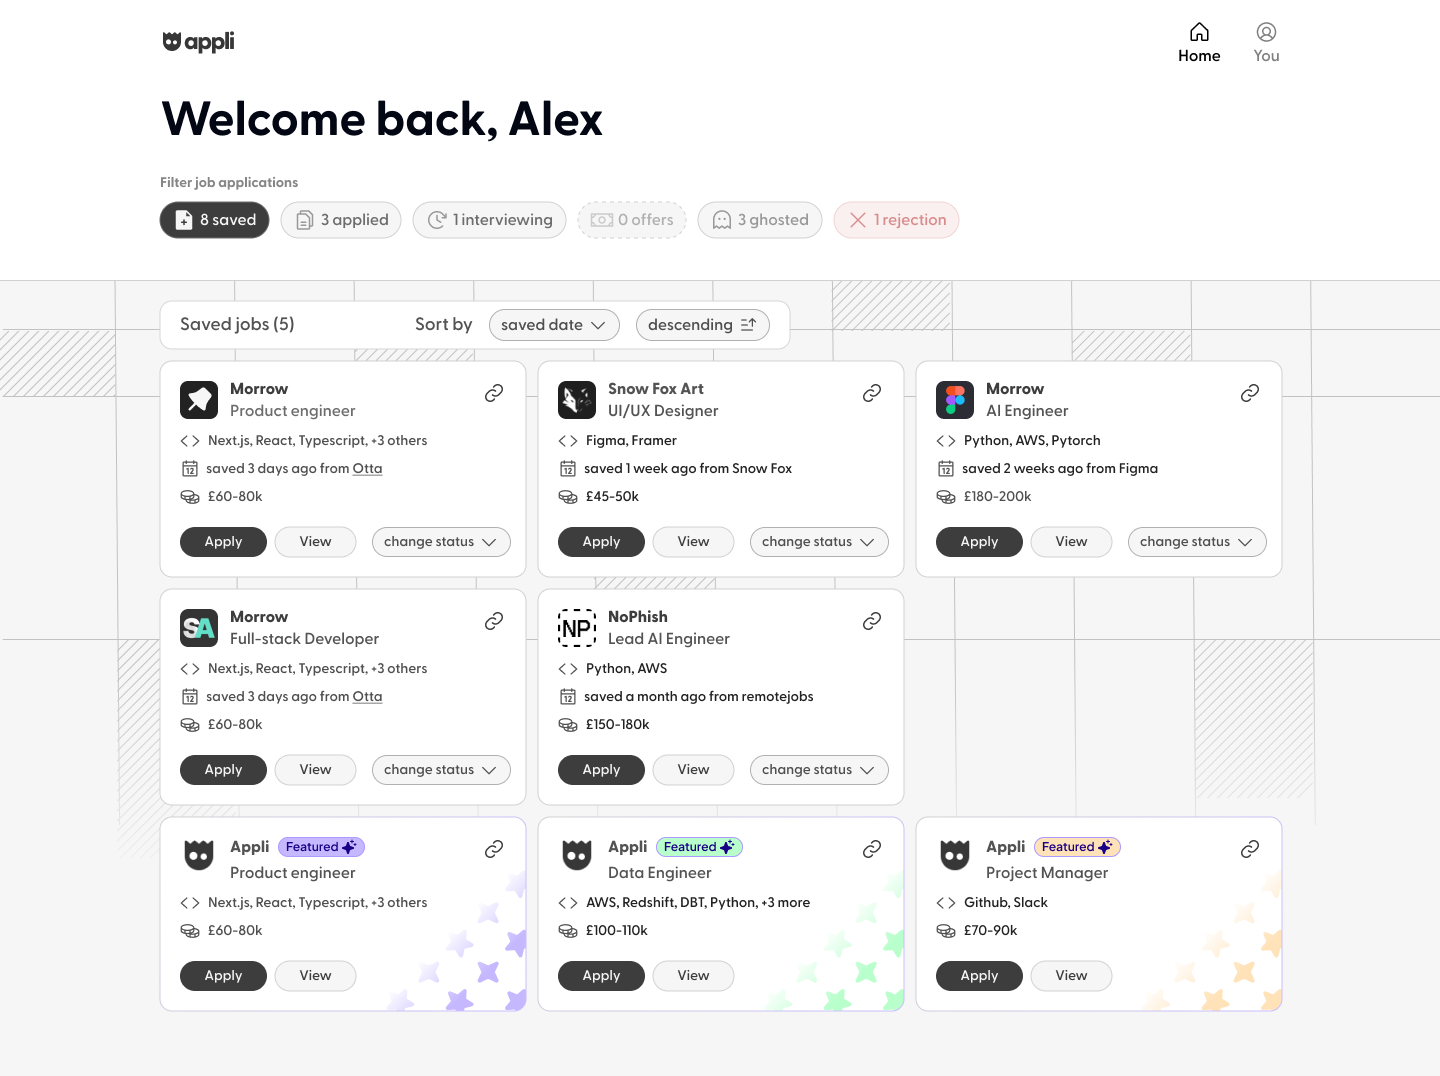 appli
Home
You
Welcome back, Alex
Filter job applications
8 saved
3 applied
1 interviewing
0 offers
3 ghosted
1 rejection
Saved jobs (5)
Sort by
saved date
descending
Morrow
Product engineer
Next.js, React, Typescript, +3 others
12
saved 3 days ago from Otta
£60-80k
Apply
View
change status
Snow Fox Art
UI/UX Designer
Figma, Framer
12
saved 1 week ago from Snow Fox
£45-50k
Apply
View
change status
Morrow
AI Engineer
Python, AWS, Pytorch
12
saved 2 weeks ago from Figma
£180-200k
Apply
View
change status
SA
Morrow
Full-stack Developer
Next.js, React, Typescript, +3 others
12
saved 3 days ago from Otta
£60-80k
Apply
View
change status
NP
NoPhish
Lead AI Engineer
Python, AWS
12
saved a month ago from remotejobs
£150-180k
Apply
View
change status
Appli
Featured
Product engineer
Next.js, React, Typescript, +3 others
£60-80k
Apply
View
Appli
Featured
Data Engineer
AWS, Redshift, DBT, Python, +3 more
£100-110k
Apply
View
Appli
Featured
Project Manager
Github, Slack
£70-90k
Apply
View